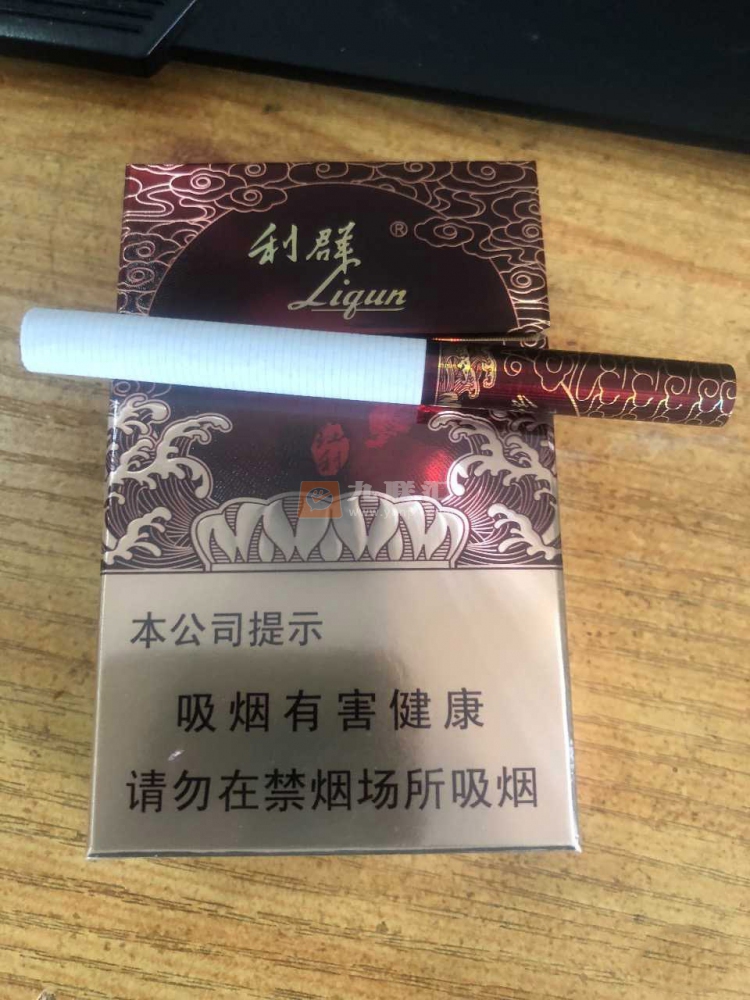 利群®
Liqun
本公司提示
吸烟有害健康
请勿在禁烟场所吸烟